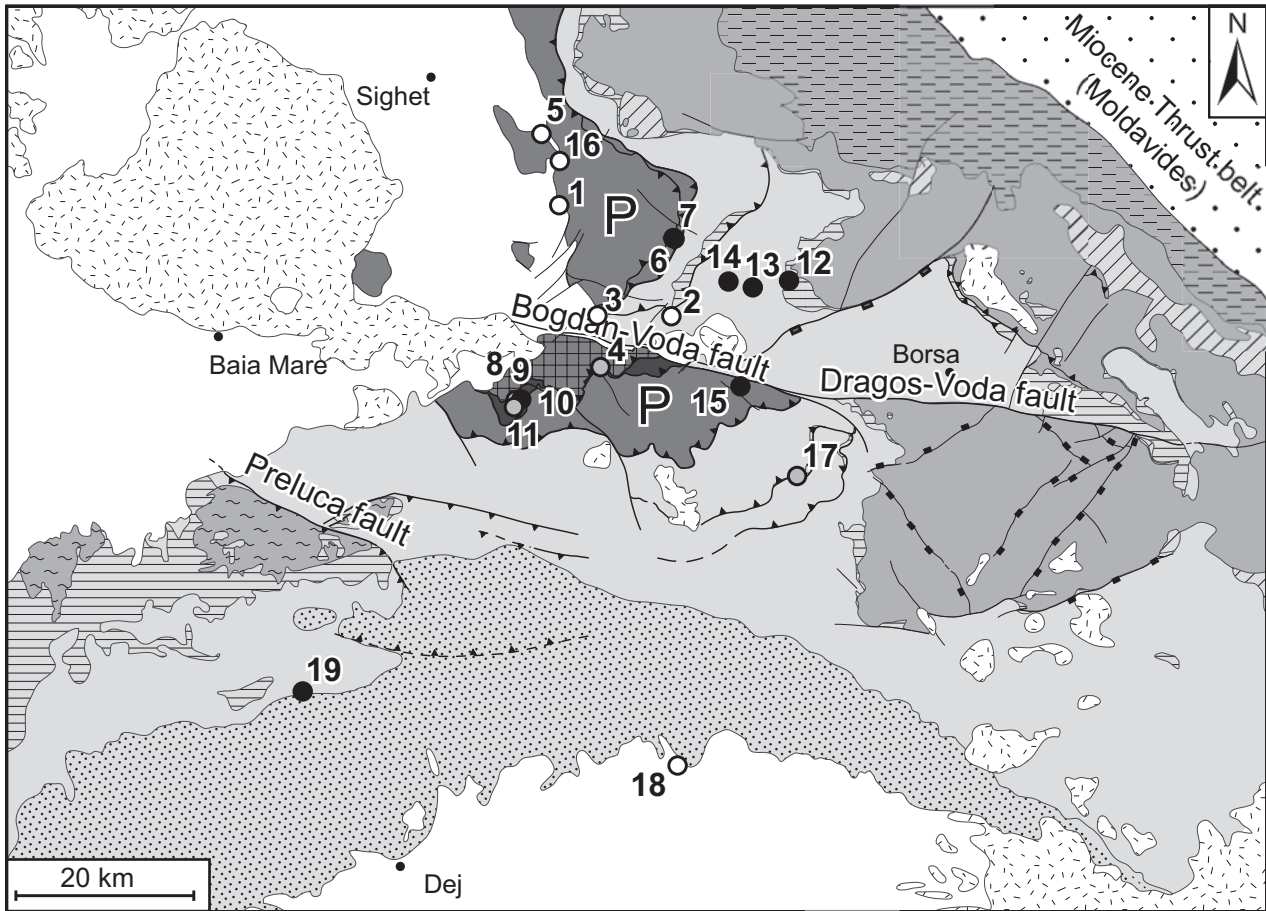 N
Miocene Thrust belt
(Moldavides)
Sighet
5
16
1
P
7
6
14
13
12
3
2
Bogdan-Voda fault
Baia Mare
4
8
9
10
11
P
15
Borsa
Dragos-Voda fault
17
Preluca fault
19
18
20 km
Dej